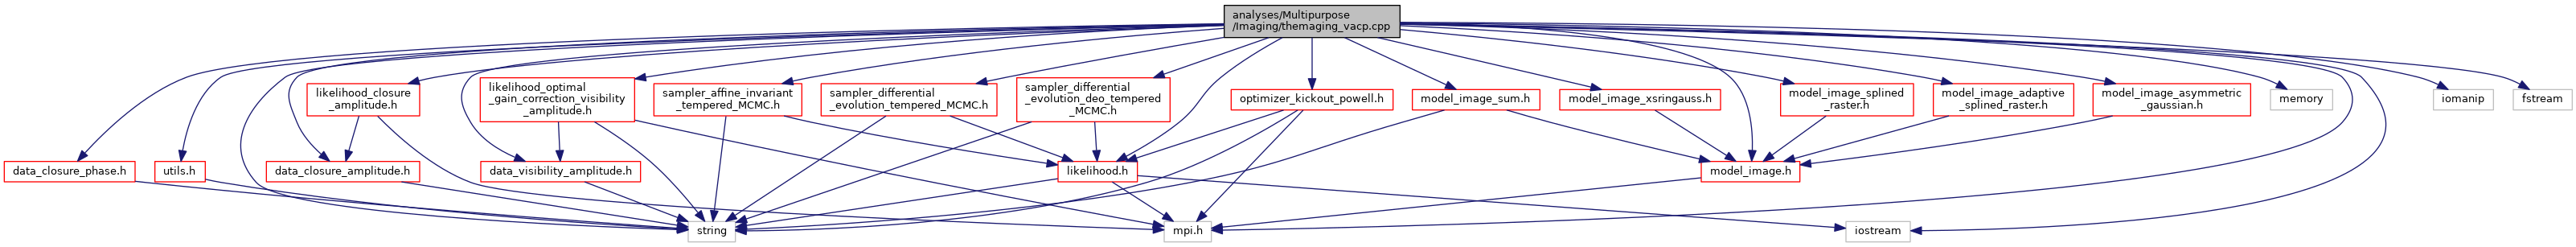 analyses/Multipurpose
/Imaging/themaging_vacp.cpp
likelihood_closure
_amplitude.h
likelihood_optimal
_gain_correction_visibility
_amplitude.h
sampler_affine_invariant
_tempered_MCMC.h
sampler_differential
_evolution_tempered_MCMC.h
sampler_differential
_evolution_deo_tempered
_MCMC.h
optimizer_kickout_powell.h
model_image_sum.h
model_image_xsringauss.h
model_image_splined
_raster.h
model_image_adaptive
_splined_raster.h
model_image_asymmetric
_gaussian.h
memory
iomanip
fstream
data_closure_phase.h
utils.h
data_closure_amplitude.h
data_visibility_amplitude.h
likelihood.h
model_image.h
string
mpi.h
iostream